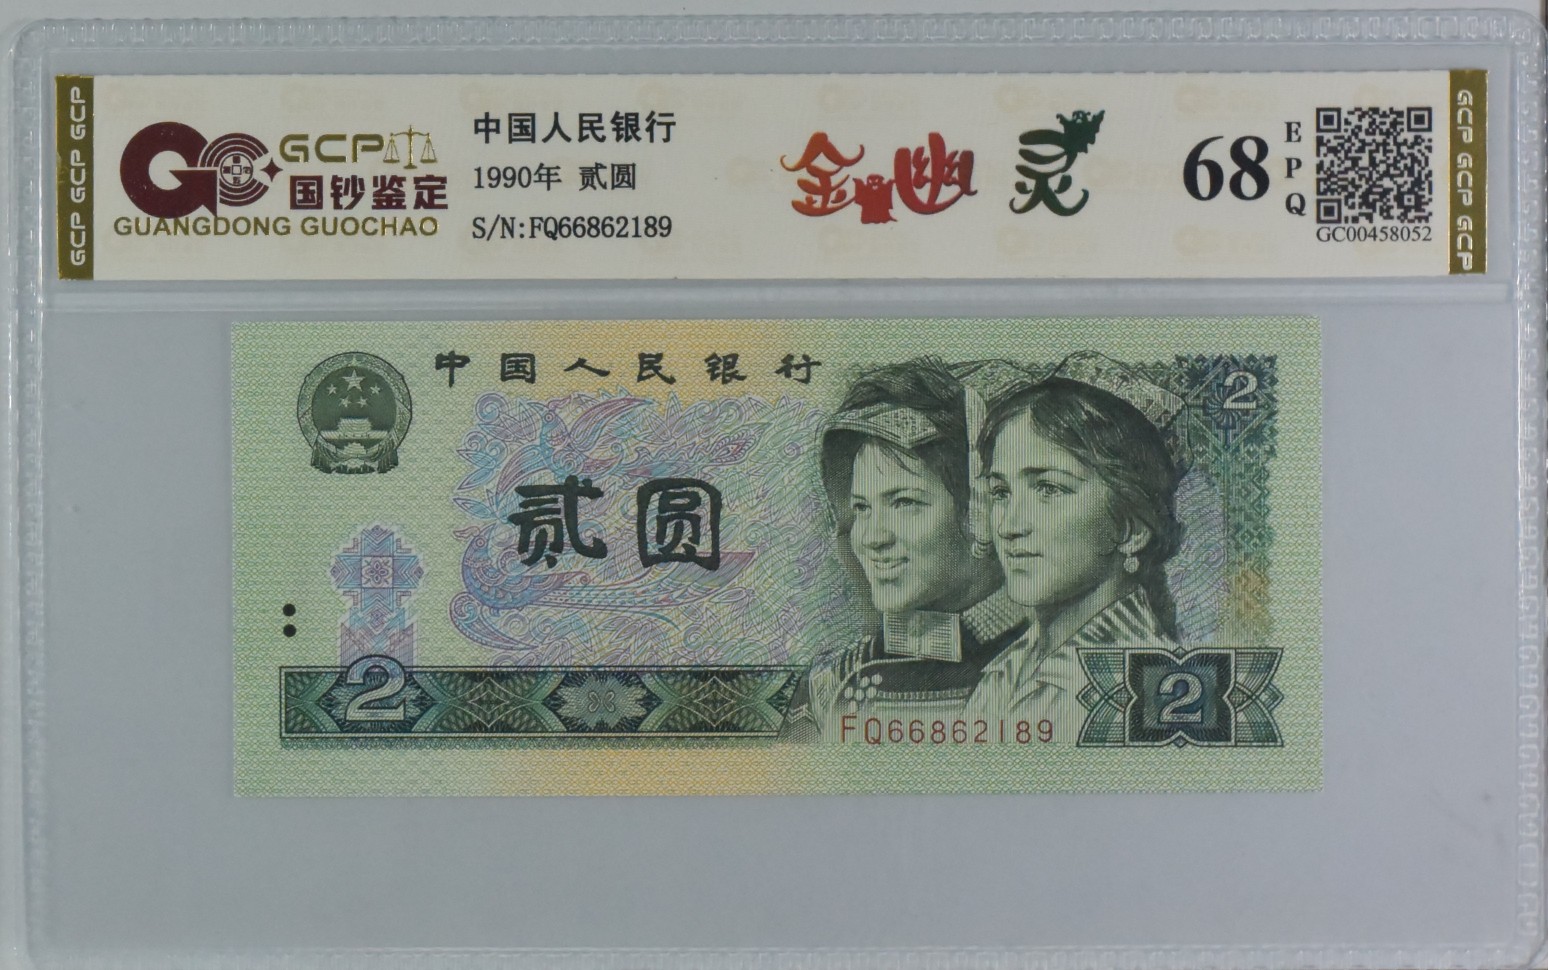 GCP GCP GCP
GCP
国钞鉴定
GUANGDONG GUOCHAO
中国人民银行
1990年 贰圆
S/N:FQ66862189
金幽灵
68
EPQ
GC00458052
GCP GCP GCP
中国人民银行
2
贰圆
2
FQ66862189
2